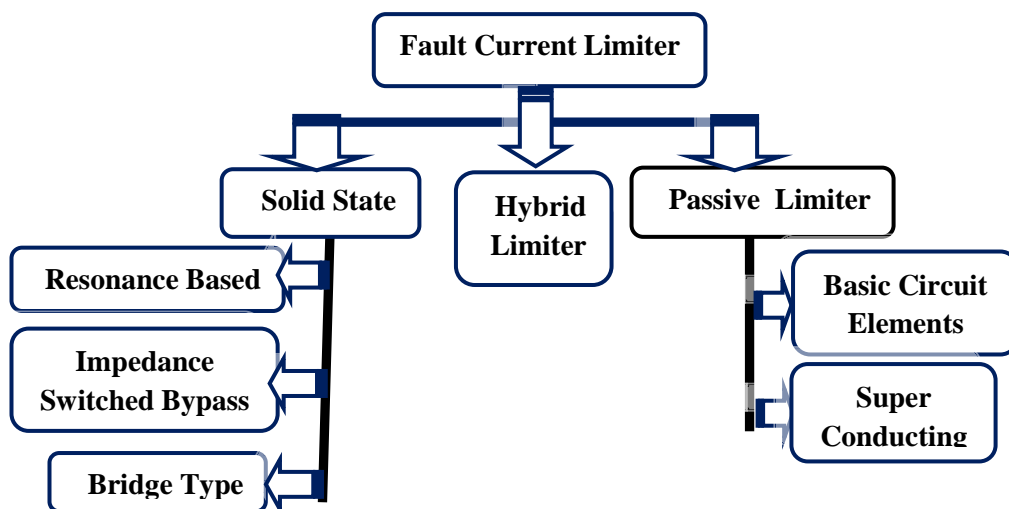 Fault Current Limiter
Solid State
Hybrid
Limiter
Passive Limiter
Resonance Based
Impedance
Switched Bypass
Bridge Type
Basic Circuit
Elements
Super
Conducting